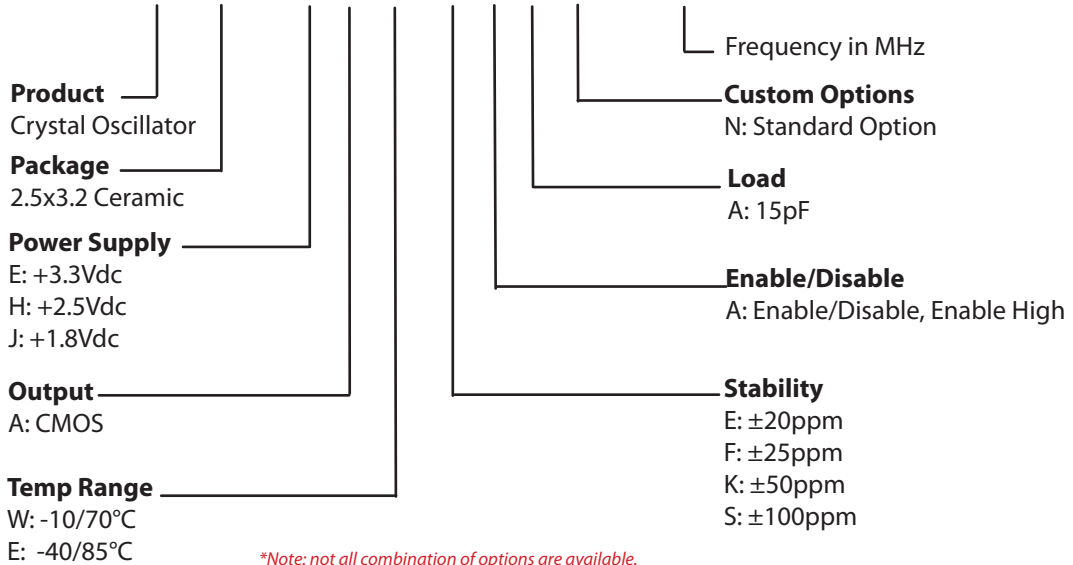 Frequency in MHz
Product
Crystal Oscillator
Package
2.5x3.2 Ceramic
Power Supply
E: +3.3Vdc
H: +2.5Vdc
J: +1.8Vdc
Output
A: CMOS
Temp Range
W: -10/70°C
E: -40/85°C
Custom Options
N: Standard Option
Load
A: 15pF
Enable/Disable
A: Enable/Disable, Enable High
Stability
E: ±20ppm
F: ±25ppm
K: ±50ppm
S: ±100ppm
*Note: not all combination of options are available.